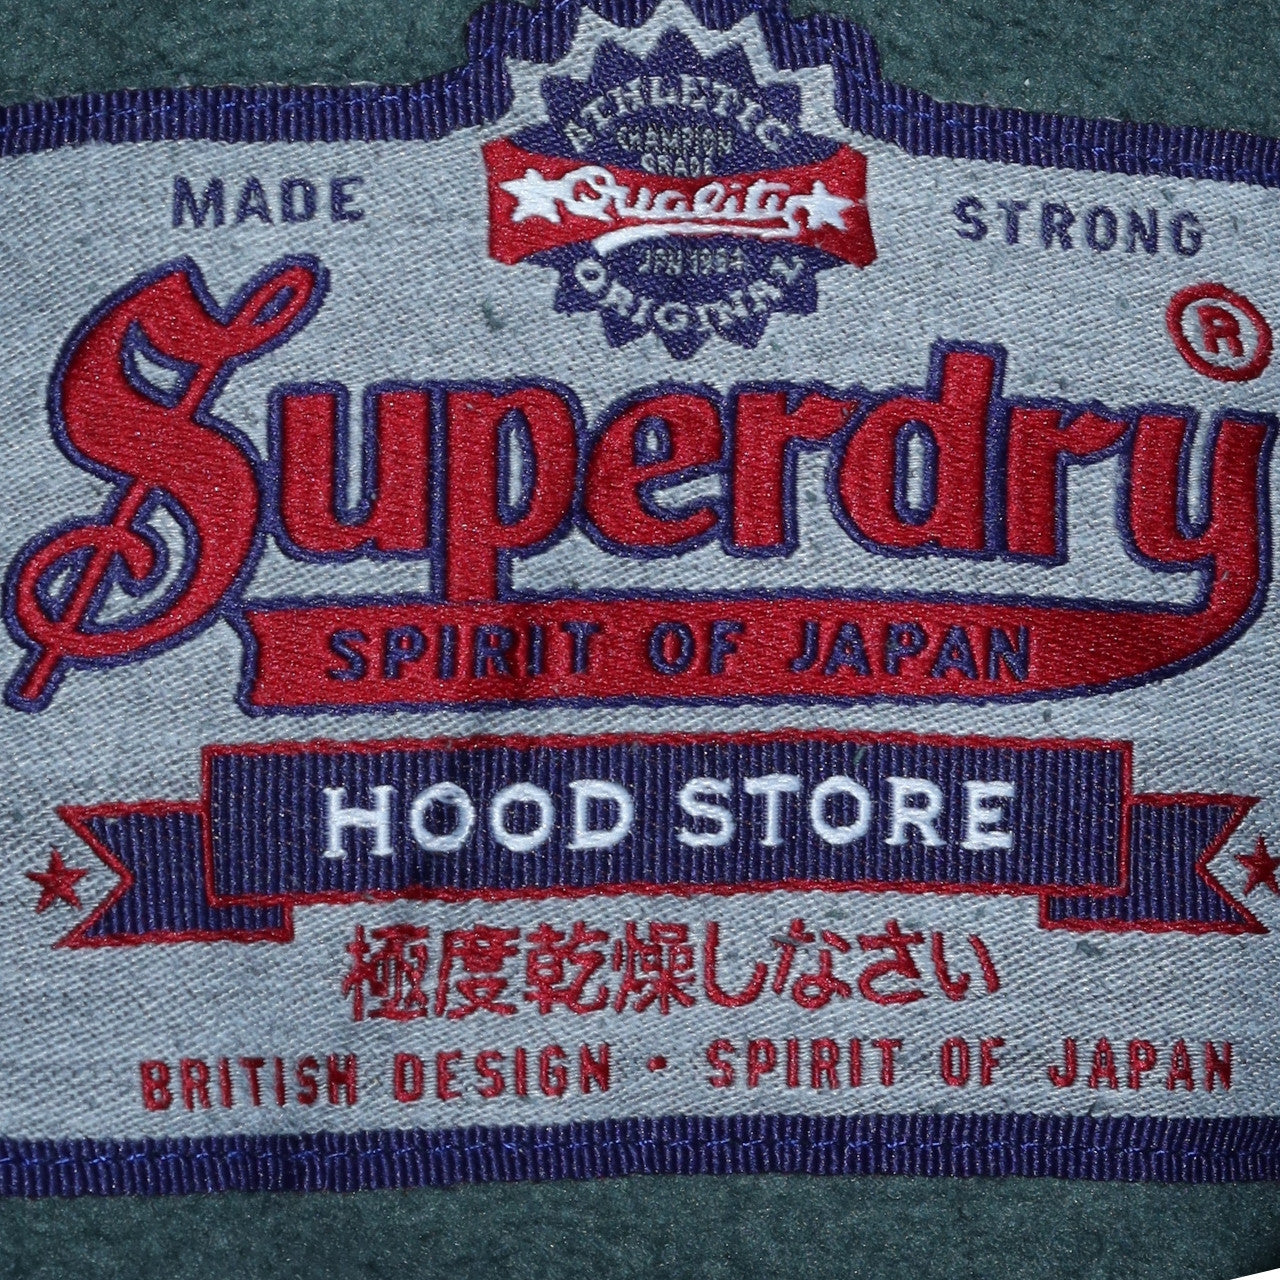 ATHLETIC
CHAMPION
GRADE
MADE
Quality
STRONG
ORIGINAL
Superdry®
SPIRIT OF JAPAN
HOOD STORE
極度乾燥しなさい
BRITISH DESIGN • SPIRIT OF JAPAN